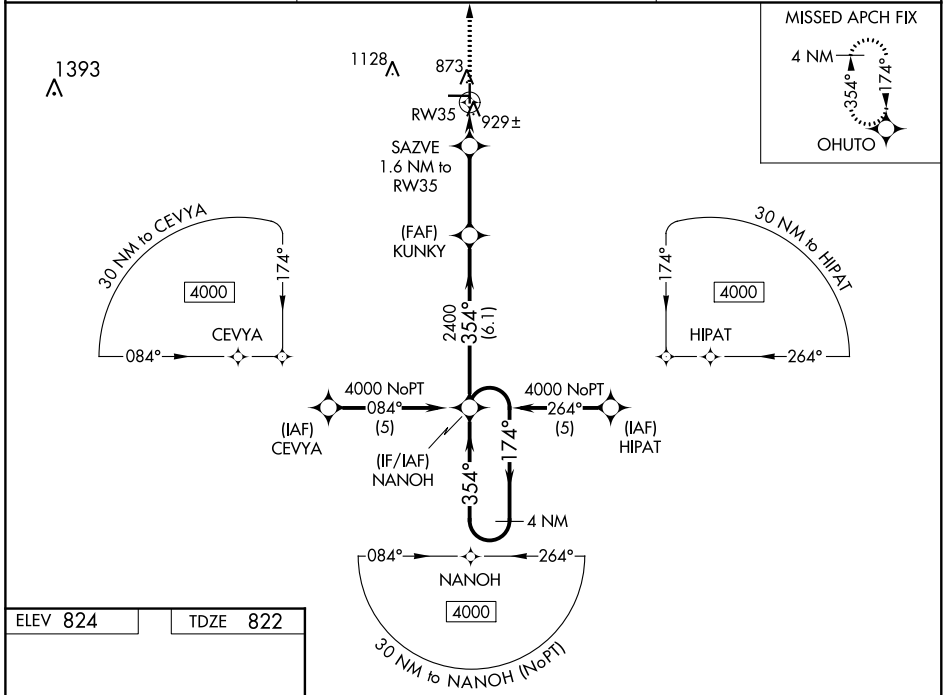 MISSED APCH FIX
4 NM
354°
174°
OHUTO
1393
1128
873
RW35
929±
SAZVE
1.6 NM to
RW35
(FAF)
KUNKY
30 NM to CEVYA
4000
174°
CEVYA
084°
30 NM to HIPAT
174°
4000
HIPAT
264°
2400
354°
(6.1)
4000 NoPT
084°
(5)
(IAF)
CEVYA
4000 NoPT
264°
(5)
(IAF)
HIPAT
(IF/IAF)
NANOH
354°
174°
4 NM
084°
264°
NANOH
4000
30 NM to NANOH (NoPT)
ELEV 824
TDZE 822